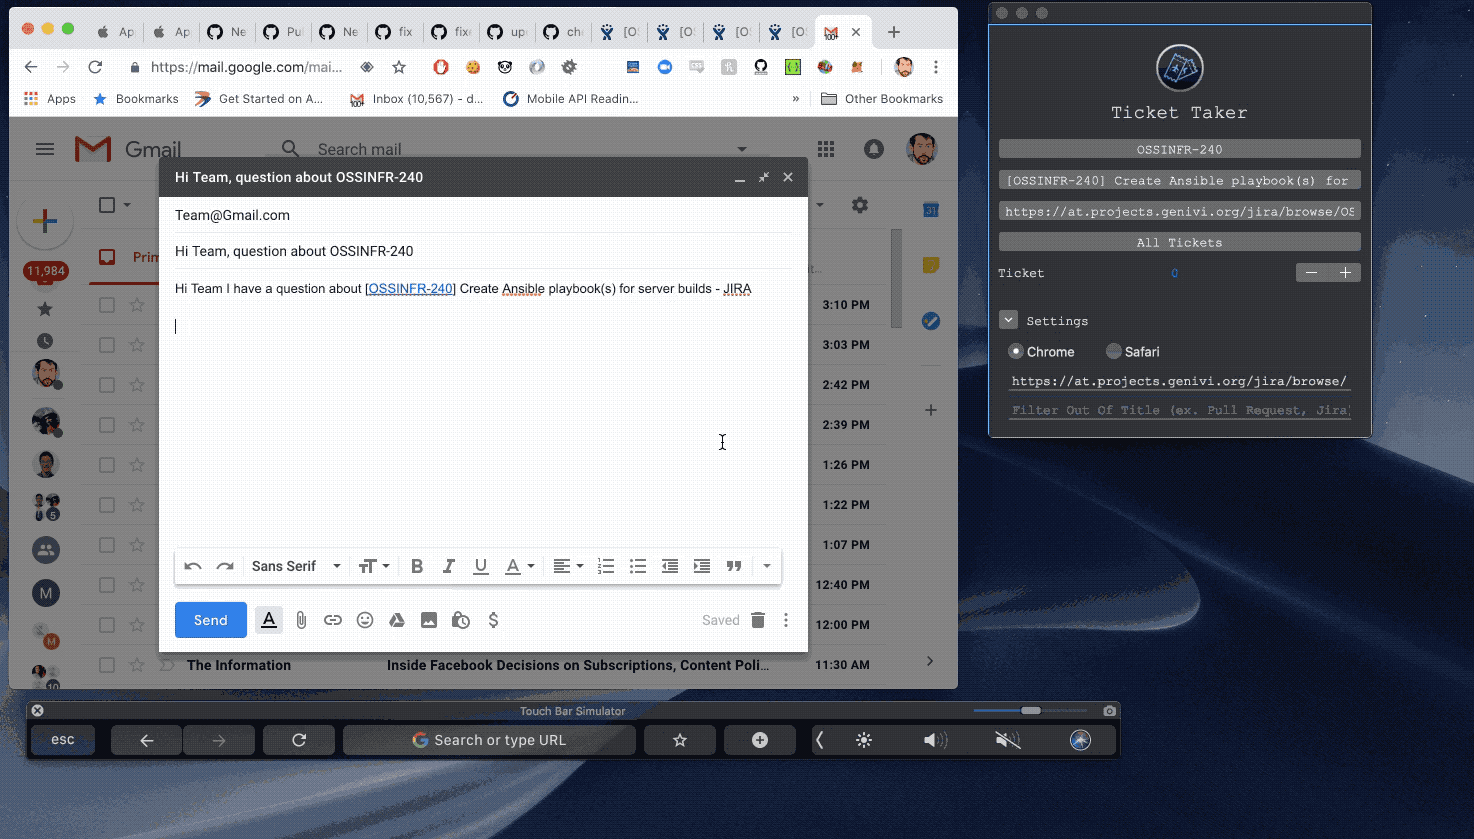 Ap
Ap
Ne
Pu
Ne
fix
fixe
up
ch
[O
[O
[O
[O
100+
https://mail.google.com/mai...
Apps
Bookmarks
Get Started on A...
Inbox (10,567) - d...
Mobile API Readin...
»
Other Bookmarks
Gmail
Search mail
11,984
Prim
Hi Team, question about OSSINFR-240
Team@Gmail.com
Hi Team, question about OSSINFR-240
Hi Team I have a question about [OSSINFR-240] Create Ansible playbook(s) for server builds - JIRA
3:10 PM
3:03 PM
2:42 PM
2:39 PM
1:26 PM
1:22 PM
1:07 PM
12:40 PM
12:00 PM
5
M
M
10
31
Sans Serif
Send
Saved
The Information
Inside Facebook Decisions on Subscriptions, Content Poli...
11:30 AM
Ticket Taker
OSSINFR-240
[OSSINFR-240] Create Ansible playbook(s) for
https://at.projects.genivi.org/jira/browse/OS
All Tickets
Ticket
0
Settings
Chrome
Safari
https://at.projects.genivi.org/jira/browse/
Filter Out Of Title (ex. Pull Request, Jira)
Touch Bar Simulator
esc
Search or type URL